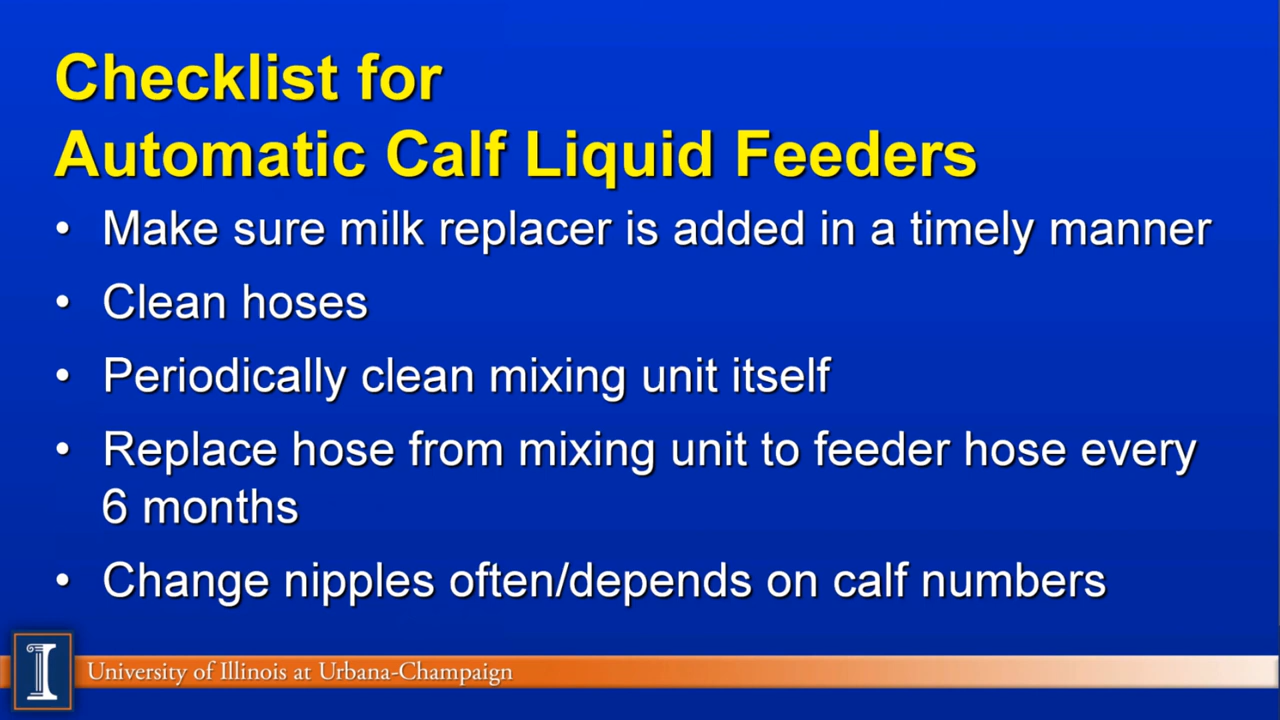 Checklist for
Automatic Calf Liquid Feeders
• Make sure milk replacer is added in a timely manner
• Clean hoses
• Periodically clean mixing unit itself
• Replace hose from mixing unit to feeder hose every
6 months
• Change nipples often/depends on calf numbers
I
University of Illinois at Urbana-Champaign